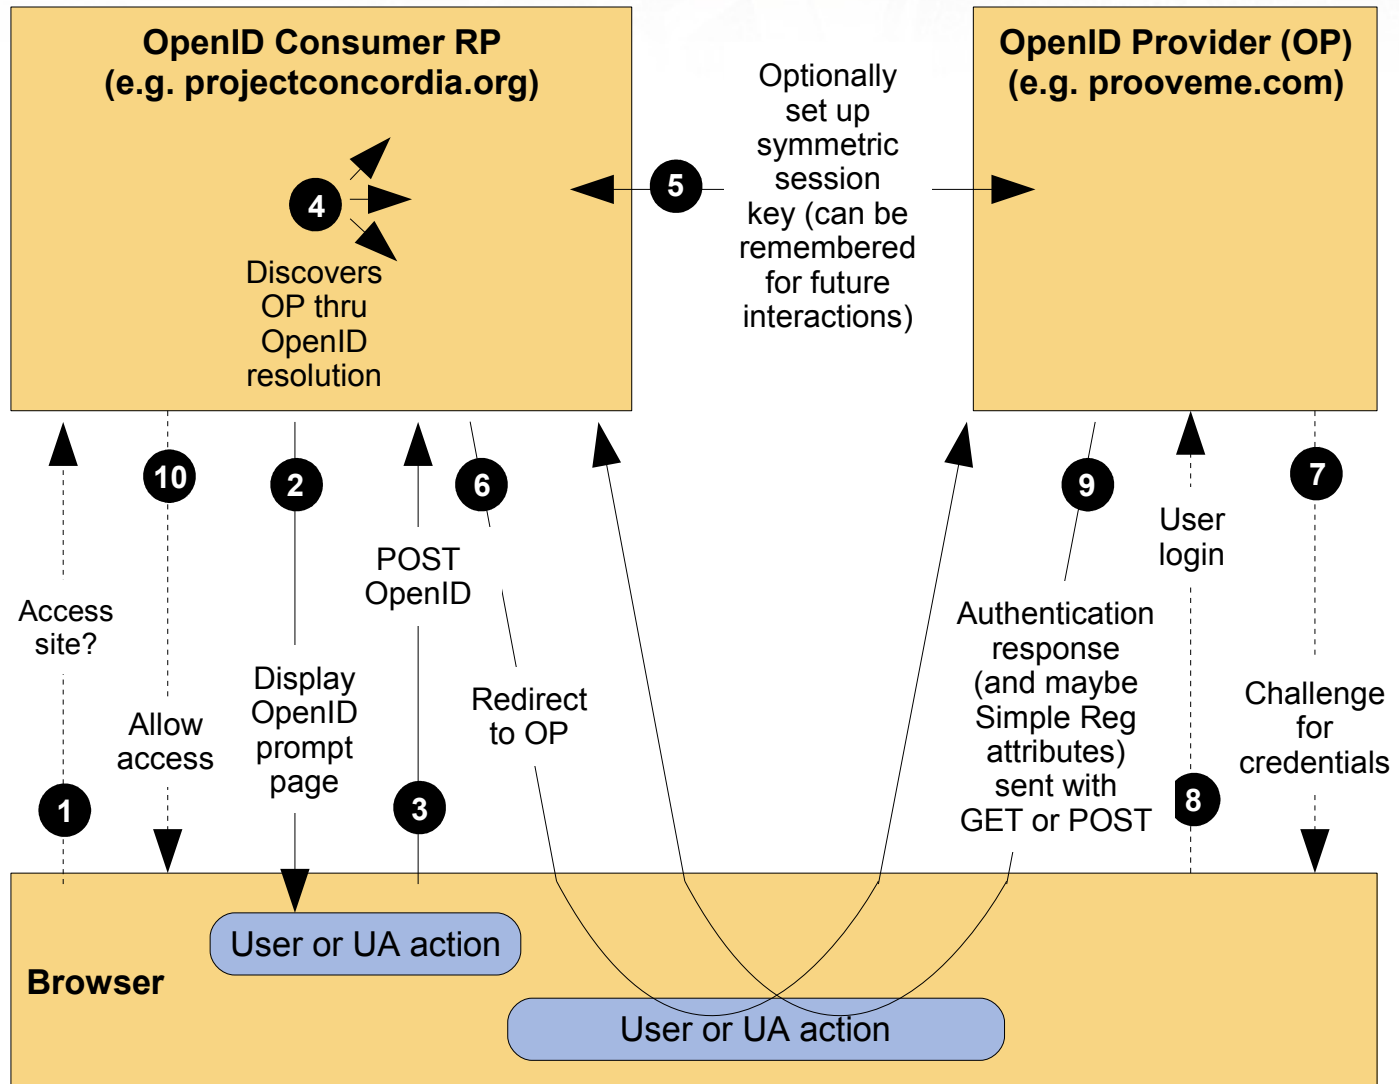 OpenID Consumer RP
(e.g. projectconcordia.org)
OpenID Provider (OP)
(e.g. prooveme.com)
Optionally
set up
symmetric
session
key (can be
remembered
for future
interactions)
5
4
Discovers
OP thru
OpenID
resolution
10
2
6
9
7
User
login
POST
OpenID
Access
site?
Authentication
response
(and maybe
Simple Reg
attributes)
sent with
GET or POST
Display
OpenID
prompt
page
Redirect
to OP
Challenge
for
credentials
Allow
access
1
3
8
User or UA action
Browser
User or UA action